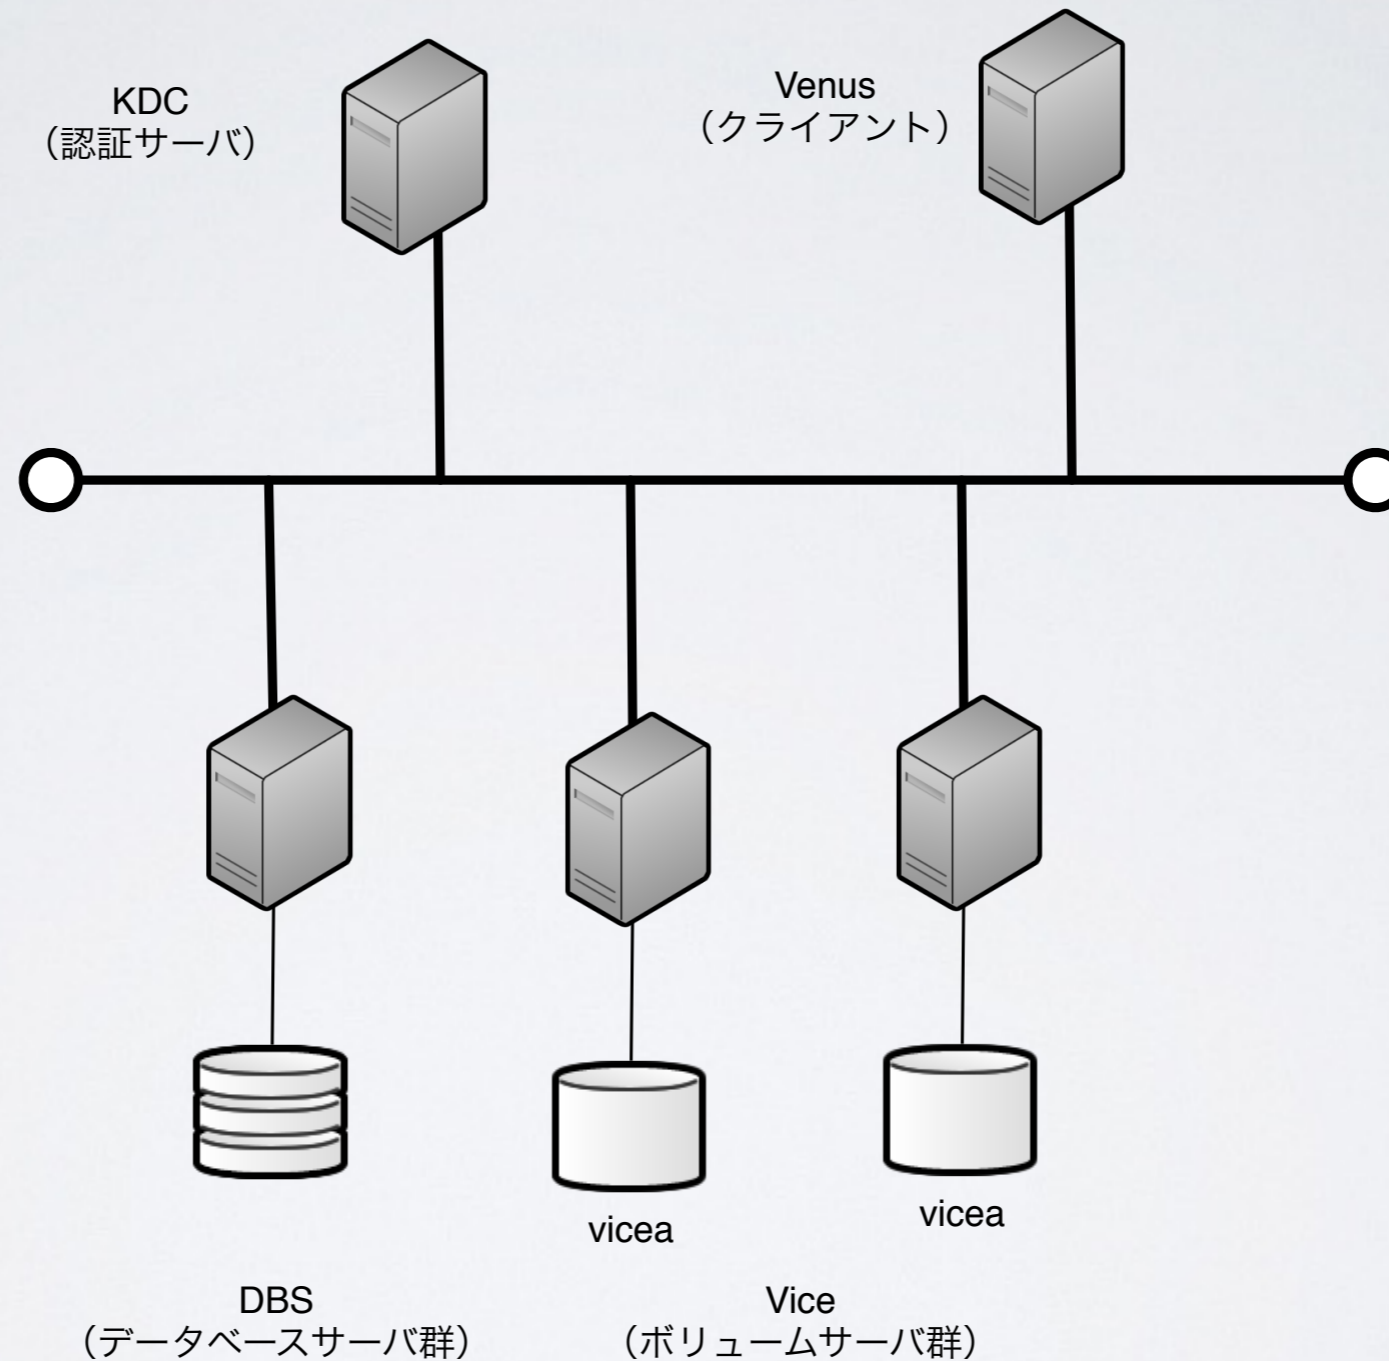 KDC
（認証サーバ）
Venus
（クライアント）
vicea
vicea
DBS
（データベースサーバ群）
Vice
（ボリュームサーバ群）